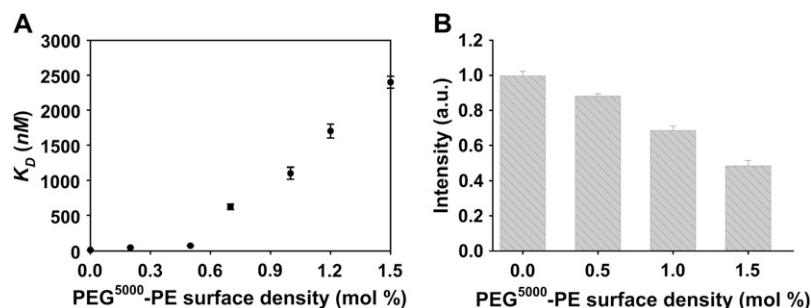 A
K_D (nM)
3000
2500
2000
1500
1000
500
0
0.0 0.3 0.6 0.9 1.2 1.5
PEG⁵⁰⁰⁰-PE surface density (mol %)
B
Intensity (a.u.)
1.2
1.0
0.8
0.6
0.4
0.2
0.0
0.0 0.5 1.0 1.5
PEG⁵⁰⁰⁰-PE surface density (mol %)